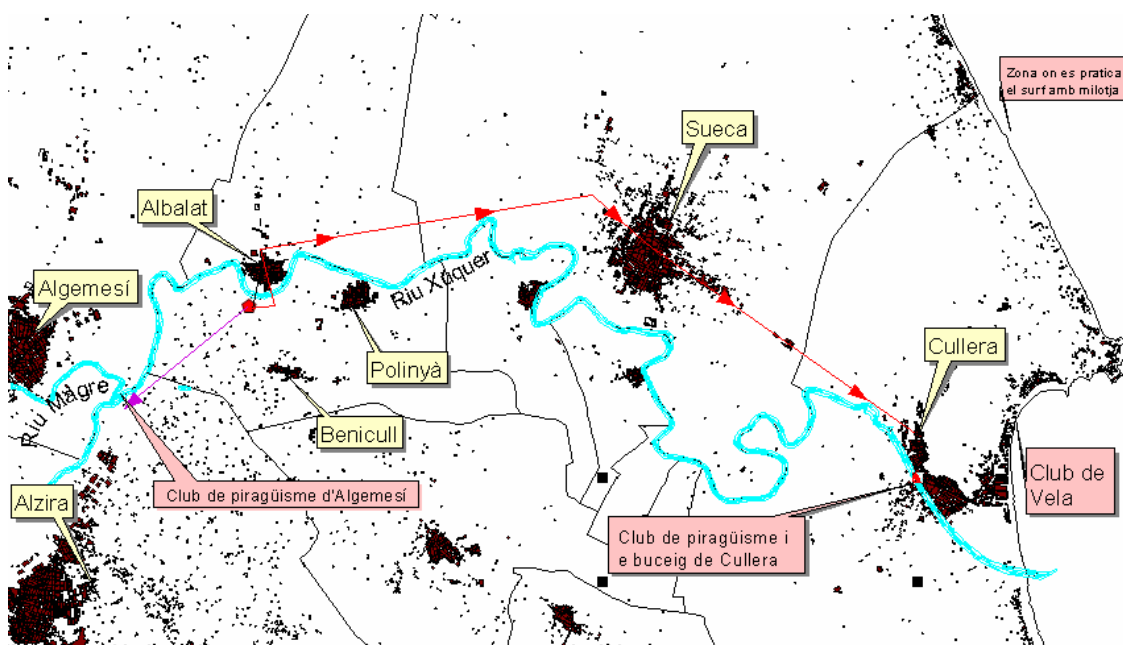 Zona on es pratica
el surf amb milotja
Sueca
Albalat
Algemesí
Riu Xúquer
Cullera
Polinyà
Riu Magre
Benicull
Club de
Vela
Club de piragüisme d'Algemesí
Alzira
Club de piragüisme i
e buceig de Cullera